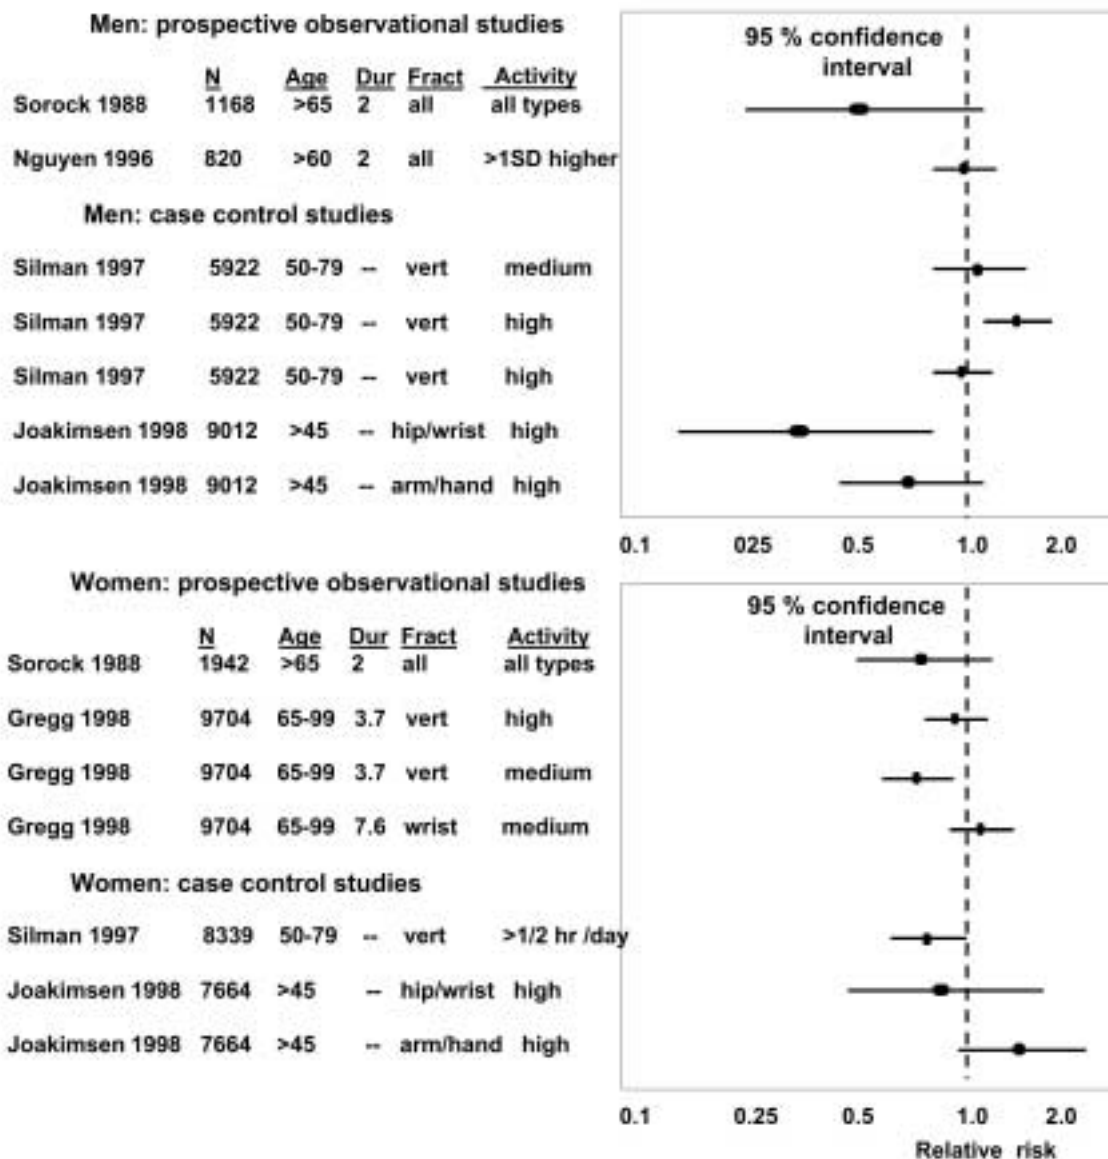 Men: prospective observational studies
95 % confidence
interval
N Age Dur Fract Activity
Sorock 1988 1168 >65 2 all all types
Nguyen 1996 820 >60 2 all >1SD higher
Men: case control studies
Silman 1997 5922 50-79 -- vert medium
Silman 1997 5922 50-79 -- vert high
Silman 1997 5922 50-79 -- vert high
Joakimsen 1998 9012 >45 -- hip/wrist high
Joakimsen 1998 9012 >45 -- arm/hand high
0.1 025 0.5 1.0 2.0
Women: prospective observational studies
95 % confidence
interval
N Age Dur Fract Activity
Sorock 1988 1942 >65 2 all all types
Gregg 1998 9704 65-99 3.7 vert high
Gregg 1998 9704 65-99 3.7 vert medium
Gregg 1998 9704 65-99 7.6 wrist medium
Women: case control studies
Silman 1997 8339 50-79 -- vert >1/2 hr /day
Joakimsen 1998 7664 >45 -- hip/wrist high
Joakimsen 1998 7664 >45 -- arm/hand high
0.1 0.25 0.5 1.0 2.0
Relative risk